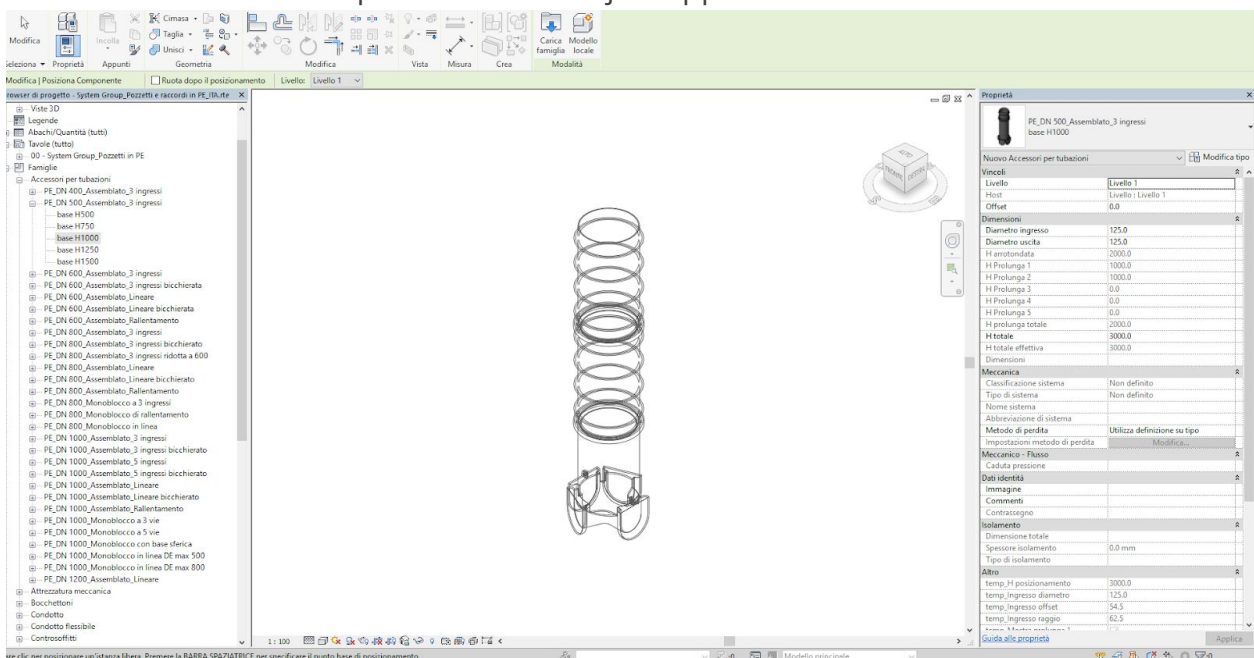 Modifica
Incolla
Cimasa
Taglia
Unisci
Carica famiglia
Modello locale
Seleziona
Proprietà
Appunti
Geometria
Modifica
Vista
Misura
Crea
Modalità
Modifica | Posiziona Componente
Ruota dopo il posizionamento
Livello: Livello 1
rowser di progetto - System Group_Pozzetti e raccordi in PE_ITA.rte
Viste 3D
Legende
Abachi/Quantità (tutti)
Tavole (tutto)
00 - System Group_Pozzetti in PE
Famiglie
Accessori per tubazioni
PE_DN 400_Assemblato_3 ingressi
PE_DN 500_Assemblato_3 ingressi
base H500
base H750
base H1000
base H1250
base H1500
PE_DN 600_Assemblato_3 ingressi
PE_DN 600_Assemblato_3 ingressi bicchierata
PE_DN 600_Assemblato_Lineare
PE_DN 600_Assemblato_Lineare bicchierata
PE_DN 600_Assemblato_Rallentamento
PE_DN 800_Assemblato_3 ingressi
PE_DN 800_Assemblato_3 ingressi bicchierato
PE_DN 800_Assemblato_3 ingressi ridotta a 600
PE_DN 800_Assemblato_Lineare
PE_DN 800_Assemblato_Lineare bicchierato
PE_DN 800_Assemblato_Rallentamento
PE_DN 800_Monoblocco a 3 ingressi
PE_DN 800_Monoblocco di rallentamento
PE_DN 800_Monoblocco in linea
PE_DN 1000_Assemblato_3 ingressi
PE_DN 1000_Assemblato_3 ingressi bicchierato
PE_DN 1000_Assemblato_5 ingressi
PE_DN 1000_Assemblato_5 ingressi bicchierato
PE_DN 1000_Assemblato_Lineare
PE_DN 1000_Assemblato_Lineare bicchierato
PE_DN 1000_Assemblato_Rallentamento
PE_DN 1000_Monoblocco a 3 vie
PE_DN 1000_Monoblocco a 5 vie
PE_DN 1000_Monoblocco con base sferica
PE_DN 1000_Monoblocco in linea DE max 500
PE_DN 1000_Monoblocco in linea DE max 800
PE_DN 1200_Assemblato_Lineare
Attrezzatura meccanica
Bocchettoni
Condotto
Condotto flessibile
Controsoffitti
ALTO
1 : 100
Proprietà
PE_DN 500_Assemblato_3 ingressi
base H1000
Nuovo Accessori per tubazioni
Modifica tipo
Vincoli
Livello Livello 1
Host Livello : Livello 1
Offset 0.0
Dimensioni
Diametro ingresso 125.0
Diametro uscita 125.0
H arrotondata 2000.0
H Prolunga 1 1000.0
H Prolunga 2 1000.0
H Prolunga 3 0.0
H Prolunga 4 0.0
H Prolunga 5 0.0
H prolunga totale 2000.0
H totale 3000.0
H totale effettiva 3000.0
Dimensioni
Meccanica
Classificazione sistema Non definito
Tipo di sistema Non definito
Nome sistema
Abbreviazione di sistema
Metodo di perdita Utilizza definizione su tipo
Impostazioni metodo di perdita Modifica...
Meccanico - Flusso
Caduta pressione
Dati identità
Immagine
Commenti
Contrassegno
Isolamento
Dimensione totale
Spessore isolamento 0.0 mm
Tipo di isolamento
Altro
temp_H posizionamento 3000.0
temp_Ingresso diametro 125.0
temp_Ingresso offset 54.5
temp_Ingresso raggio 62.5
Guida alle proprietà
Applica
are clic per posizionare un'istanza libera. Premere la BARRA SPAZIATRICE per specificare il punto base di posizionamento.
Modello principale